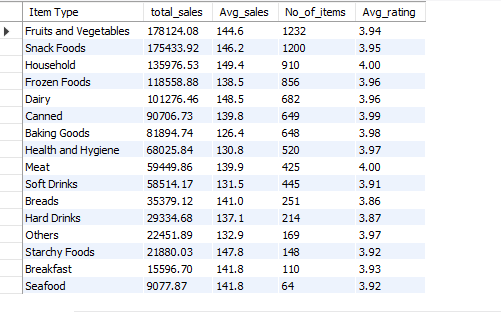 Item Type total_sales Avg_sales No_of_items Avg_rating
Fruits and Vegetables 178124.08 144.6 1232 3.94
Snack Foods 175433.92 146.2 1200 3.95
Household 135976.53 149.4 910 4.00
Frozen Foods 118558.88 138.5 856 3.96
Dairy 101276.46 148.5 682 3.96
Canned 90706.73 139.8 649 3.99
Baking Goods 81894.74 126.4 648 3.98
Health and Hygiene 68025.84 130.8 520 3.97
Meat 59449.86 139.9 425 4.00
Soft Drinks 58514.17 131.5 445 3.91
Breads 35379.12 141.0 251 3.86
Hard Drinks 29334.68 137.1 214 3.87
Others 22451.89 132.9 169 3.97
Starchy Foods 21880.03 147.8 148 3.92
Breakfast 15596.70 141.8 110 3.93
Seafood 9077.87 141.8 64 3.92